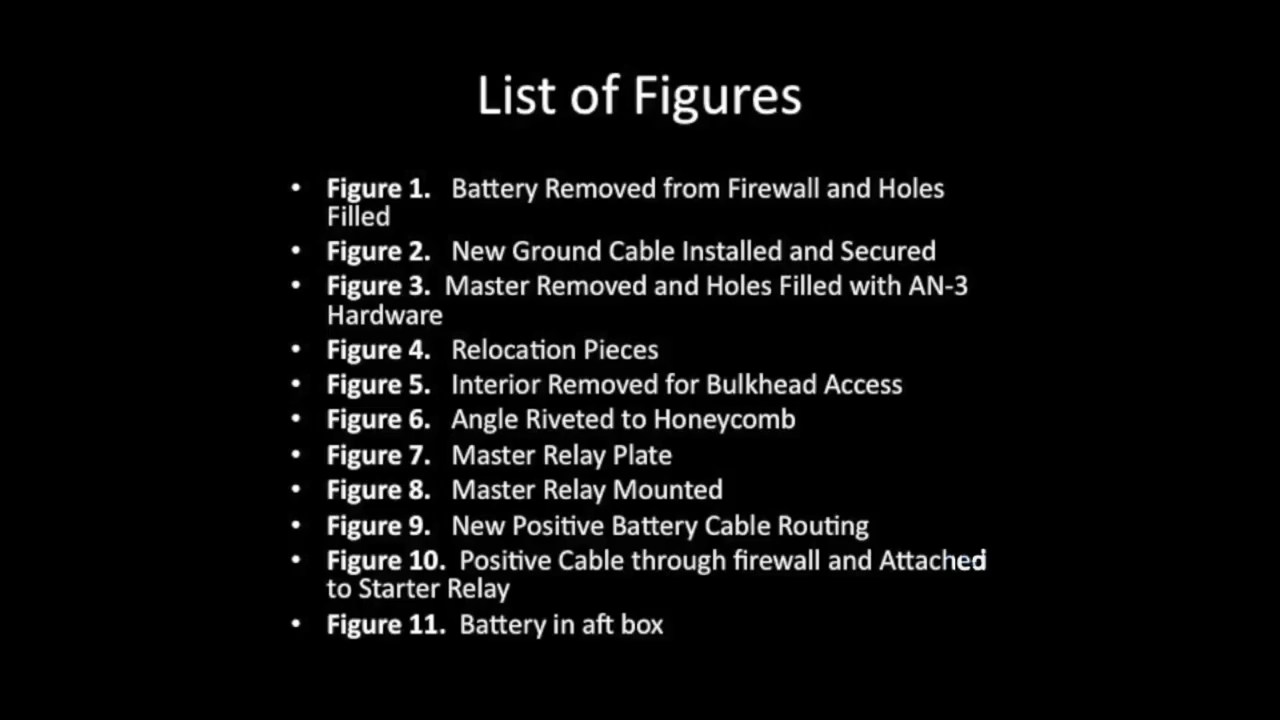 List of Figures
• Figure 1. Battery Removed from Firewall and Holes
Filled
• Figure 2. New Ground Cable Installed and Secured
• Figure 3. Master Removed and Holes Filled with AN-3
Hardware
• Figure 4. Relocation Pieces
• Figure 5. Interior Removed for Bulkhead Access
• Figure 6. Angle Riveted to Honeycomb
• Figure 7. Master Relay Plate
• Figure 8. Master Relay Mounted
• Figure 9. New Positive Battery Cable Routing
• Figure 10. Positive Cable through firewall and Attached
to Starter Relay
• Figure 11. Battery in aft box